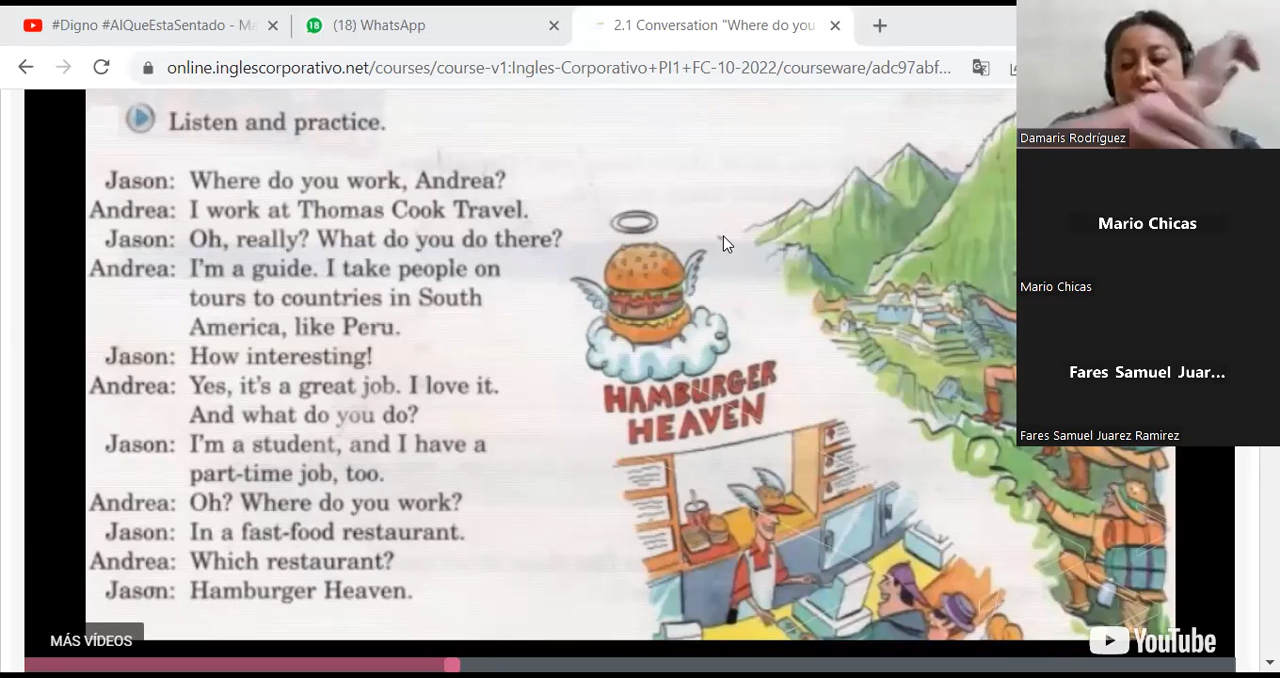 #Digno #AlQueEstaSentado - Ma
(18) WhatsApp
2.1 Conversation "Where do you
online.inglescorporativo.net/courses/course-v1:Ingles-Corporativo+PI1+FC-10-2022/courseware/adc97abf...
Listen and practice.
Jason: Where do you work, Andrea?
Andrea: I work at Thomas Cook Travel.
Jason: Oh, really? What do you do there?
Andrea: I'm a guide. I take people on
tours to countries in South
America, like Peru.
Jason: How interesting!
Andrea: Yes, it's a great job. I love it.
And what do you do?
Jason: I'm a student, and I have a
part-time job, too.
Andrea: Oh? Where do you work?
Jason: In a fast-food restaurant.
Andrea: Which restaurant?
Jason: Hamburger Heaven.
HAMBURGER
HEAVEN
MÁS VÍDEOS
YouTube
Damaris Rodríguez
Mario Chicas
Mario Chicas
Fares Samuel Juar...
Fares Samuel Juarez Ramirez